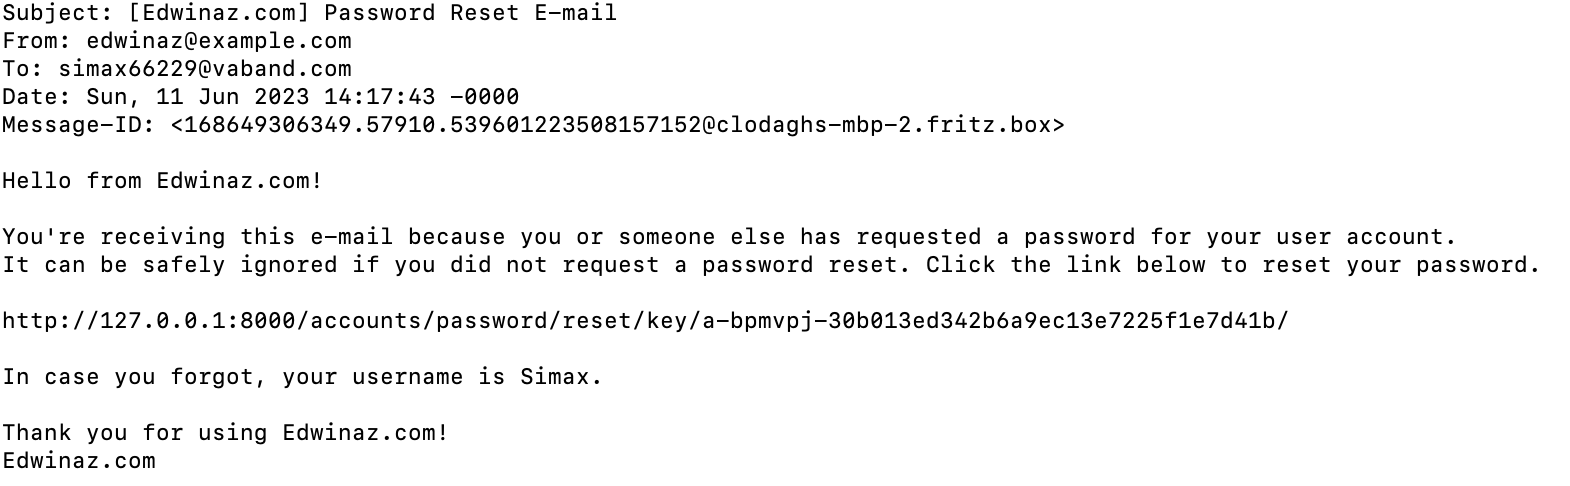 Subject: [Edwinaz.com] Password Reset E-mail
From: edwinaz@example.com
To: simax66229@vaband.com
Date: Sun, 11 Jun 2023 14:17:43 -0000
Message-ID: <168649306349.57910.539601223508157152@clodaghs-mbp-2.fritz.box>
Hello from Edwinaz.com!
You're receiving this e-mail because you or someone else has requested a password for your user account.
It can be safely ignored if you did not request a password reset. Click the link below to reset your password.
http://127.0.0.1:8000/accounts/password/reset/key/a-bpmvpj-30b013ed342b6a9ec13e7225f1e7d41b/
In case you forgot, your username is Simax.
Thank you for using Edwinaz.com!
Edwinaz.com